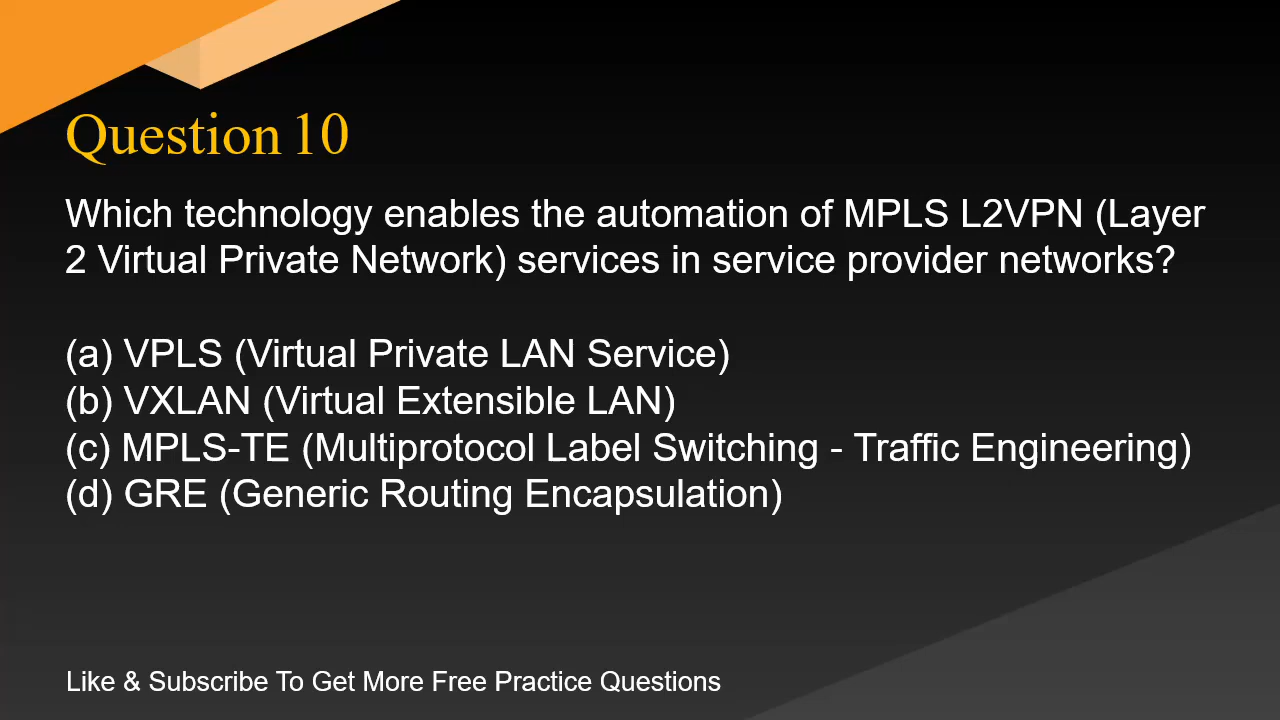 Question 10
Which technology enables the automation of MPLS L2VPN (Layer
2 Virtual Private Network) services in service provider networks?
(a) VPLS (Virtual Private LAN Service)
(b) VXLAN (Virtual Extensible LAN)
(c) MPLS-TE (Multiprotocol Label Switching - Traffic Engineering)
(d) GRE (Generic Routing Encapsulation)
Like & Subscribe To Get More Free Practice Questions